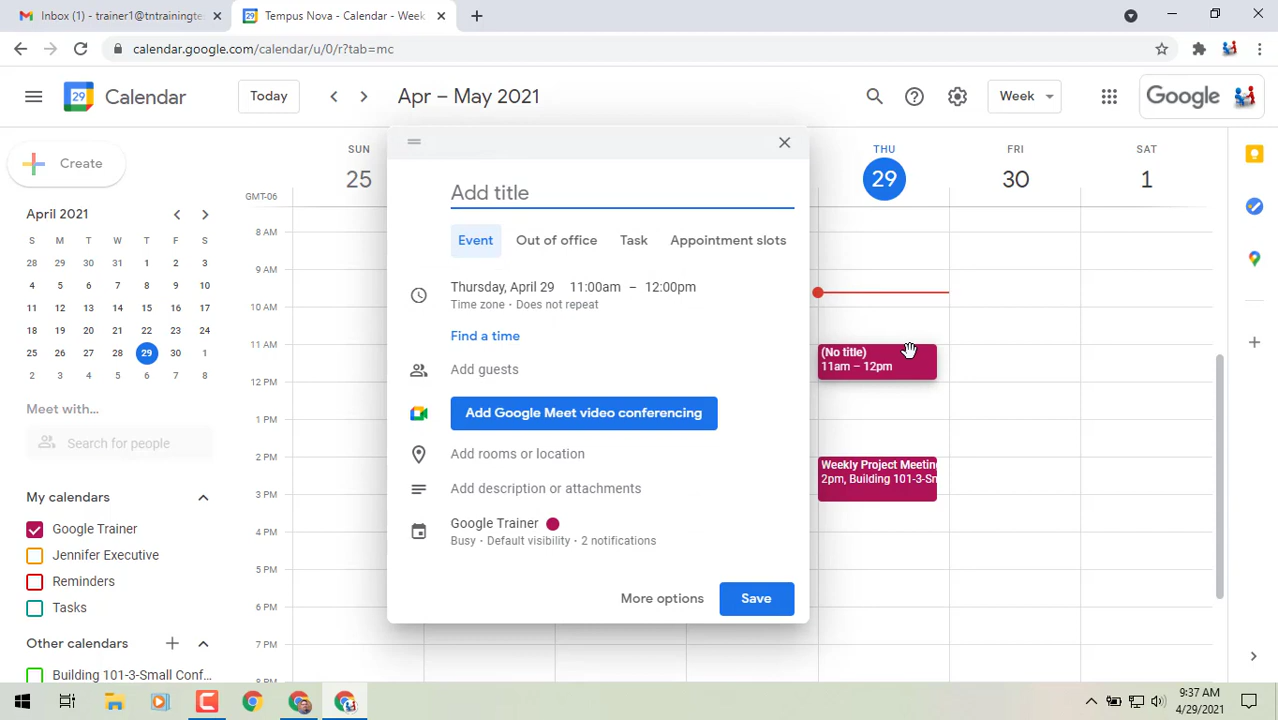 Inbox (1) - trainer1@tntrainingte
Tempus Nova - Calendar - Week
calendar.google.com/calendar/u/0/r?tab=mc
29
Calendar
Today
Apr – May 2021
Week
Google
Create
SUN
25
THU
29
FRI
30
SAT
1
GMT-06
April 2021
S M T W T F S
28 29 30 31 1 2 3
4 5 6 7 8 9 10
11 12 13 14 15 16 17
18 19 20 21 22 23 24
25 26 27 28 29 30 1
2 3 4 5 6 7 8
Meet with...
Search for people
My calendars
Google Trainer
Jennifer Executive
Reminders
Tasks
Other calendars
Building 101-3-Small Conf...
8 AM
9 AM
10 AM
11 AM
12 PM
1 PM
2 PM
3 PM
4 PM
5 PM
6 PM
7 PM
Add title
Event
Out of office
Task
Appointment slots
Thursday, April 29 11:00am – 12:00pm
Time zone · Does not repeat
Find a time
Add guests
Add Google Meet video conferencing
Add rooms or location
Add description or attachments
Google Trainer
Busy · Default visibility · 2 notifications
More options
Save
(No title)
11am – 12pm
Weekly Project Meetin
2pm, Building 101-3-Sn
9:37 AM
4/29/2021